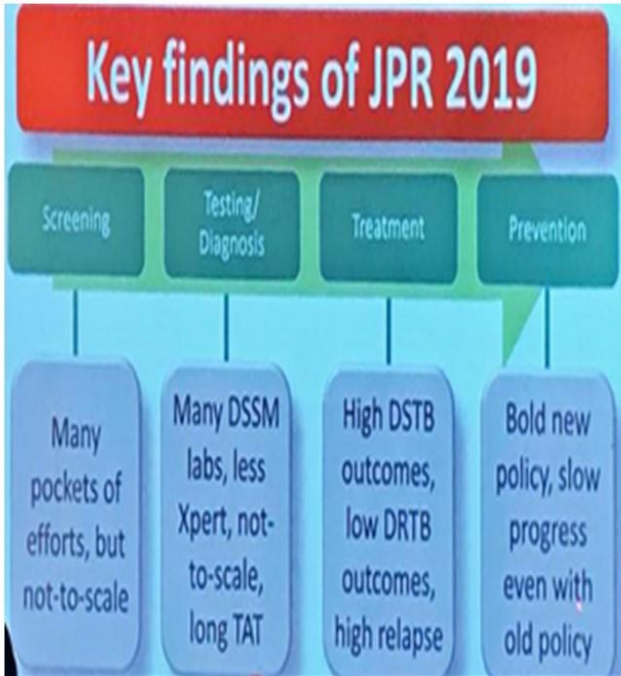 Key findings of JPR 2019
Screening
Testing/
Diagnosis
Treatment
Prevention
Many
pockets of
efforts, but
not-to-scale
Many DSSM
labs, less
Xpert, not-
to-scale,
long TAT
High DSTB
outcomes,
low DRTB
outcomes,
high relapse
Bold new
policy, slow
progress
even with
old policy